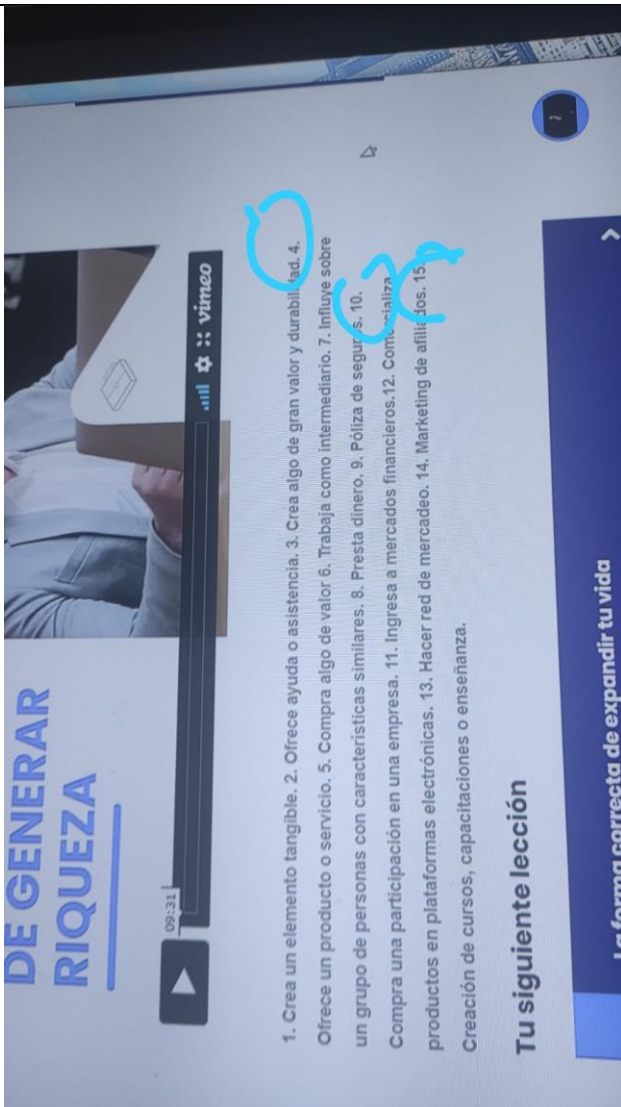 DE GENERAR
RIQUEZA
09:31
vimeo
1. Crea un elemento tangible. 2. Ofrece ayuda o asistencia. 3. Crea algo de gran valor y durabilidad. 4.
Ofrece un producto o servicio. 5. Compra algo de valor 6. Trabaja como intermediario. 7. Influye sobre
un grupo de personas con características similares. 8. Presta dinero. 9. Póliza de seguros. 10.
Compra una participación en una empresa. 11. Ingresa a mercados financieros.12. Comercializa
productos en plataformas electrónicas. 13. Hacer red de mercadeo. 14. Marketing de afiliados. 15.
Creación de cursos, capacitaciones o enseñanza.
Tu siguiente lección
La forma correcta de expandir tu vida